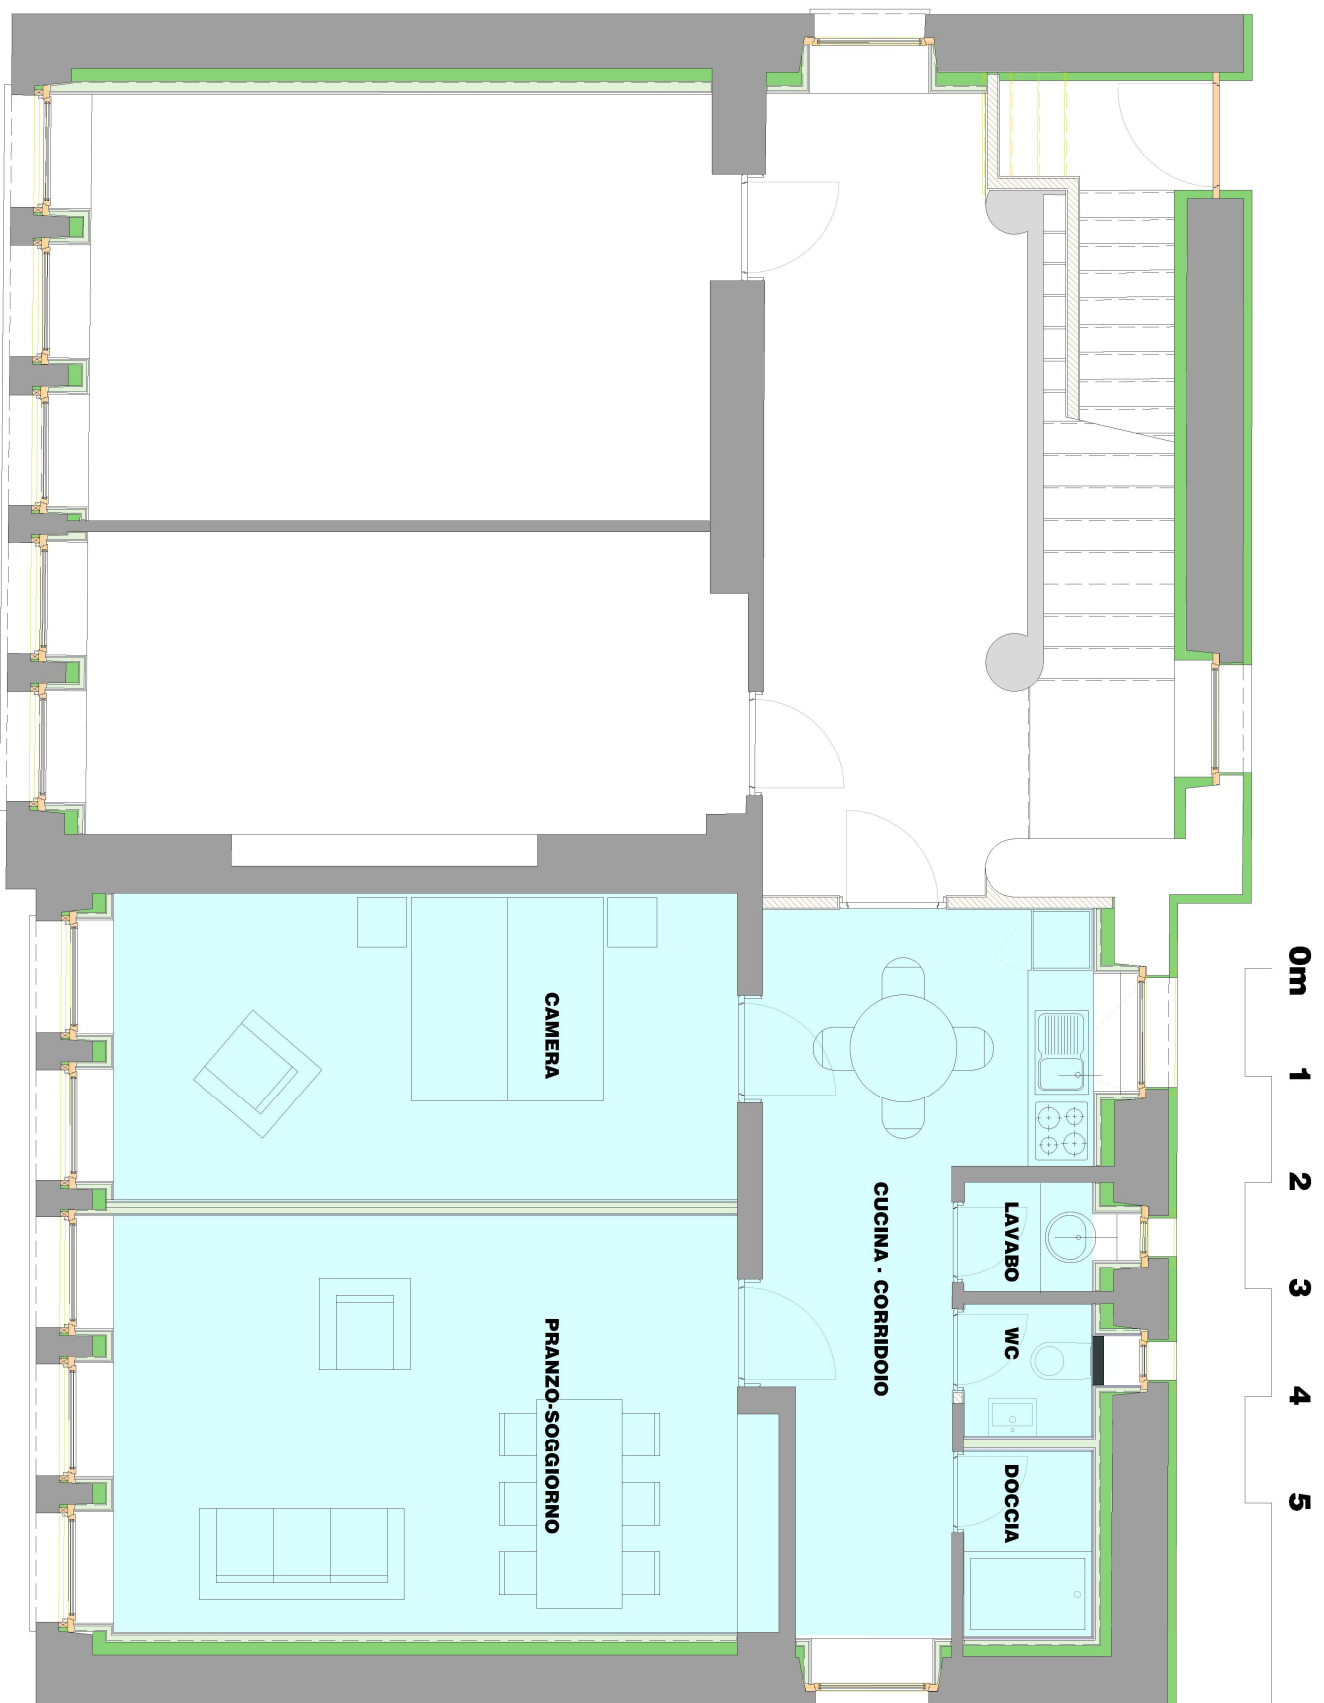 CAMERA
PRANZO-SOGGIORNO
CUCINA - CORRIDOIO
LAVABO
WC
DOCCIA
0m 1 2 3 4 5